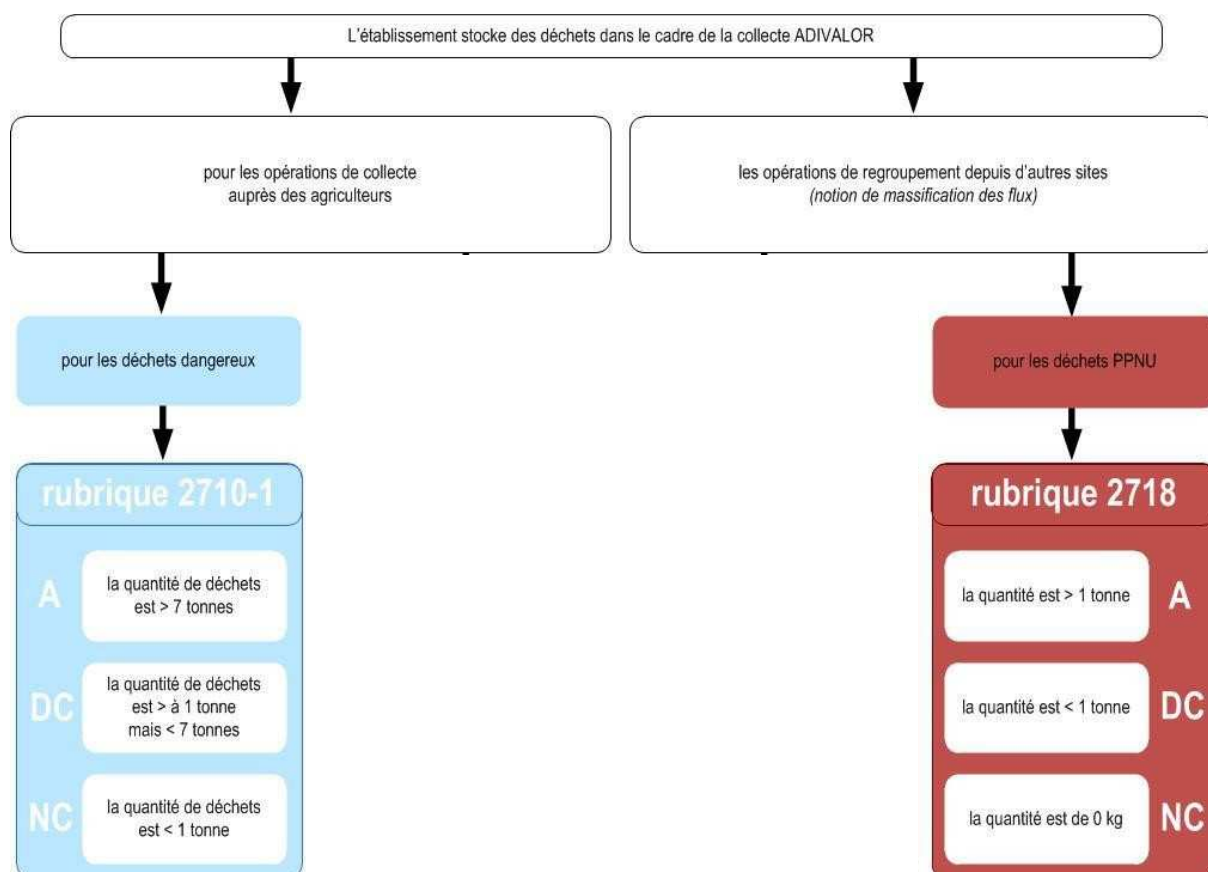 L'établissement stocke des déchets dans le cadre de la collecte ADIVALOR
pour les opérations de collecte
auprès des agriculteurs
les opérations de regroupement depuis d'autres sites
(notion de massification des flux)
pour les déchets dangereux
pour les déchets PPNU
rubrique 2710-1
A
la quantité de déchets
est > 7 tonnes
DC
la quantité de déchets
est > à 1 tonne
mais < 7 tonnes
NC
la quantité de déchets
est < 1 tonne
rubrique 2718
la quantité est > 1 tonne
A
la quantité est < 1 tonne
DC
la quantité est de 0 kg
NC